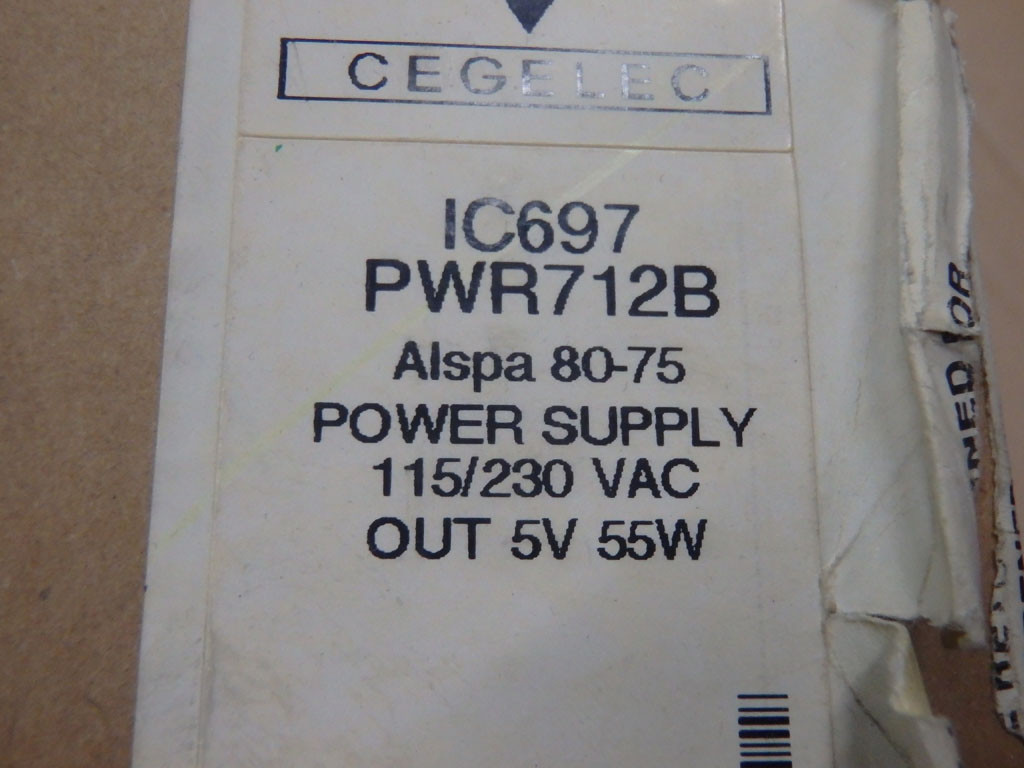 CEGELEC
IC697
PWR712B
Alspa 80-75
POWER SUPPLY
115/230 VAC
OUT 5V 55W